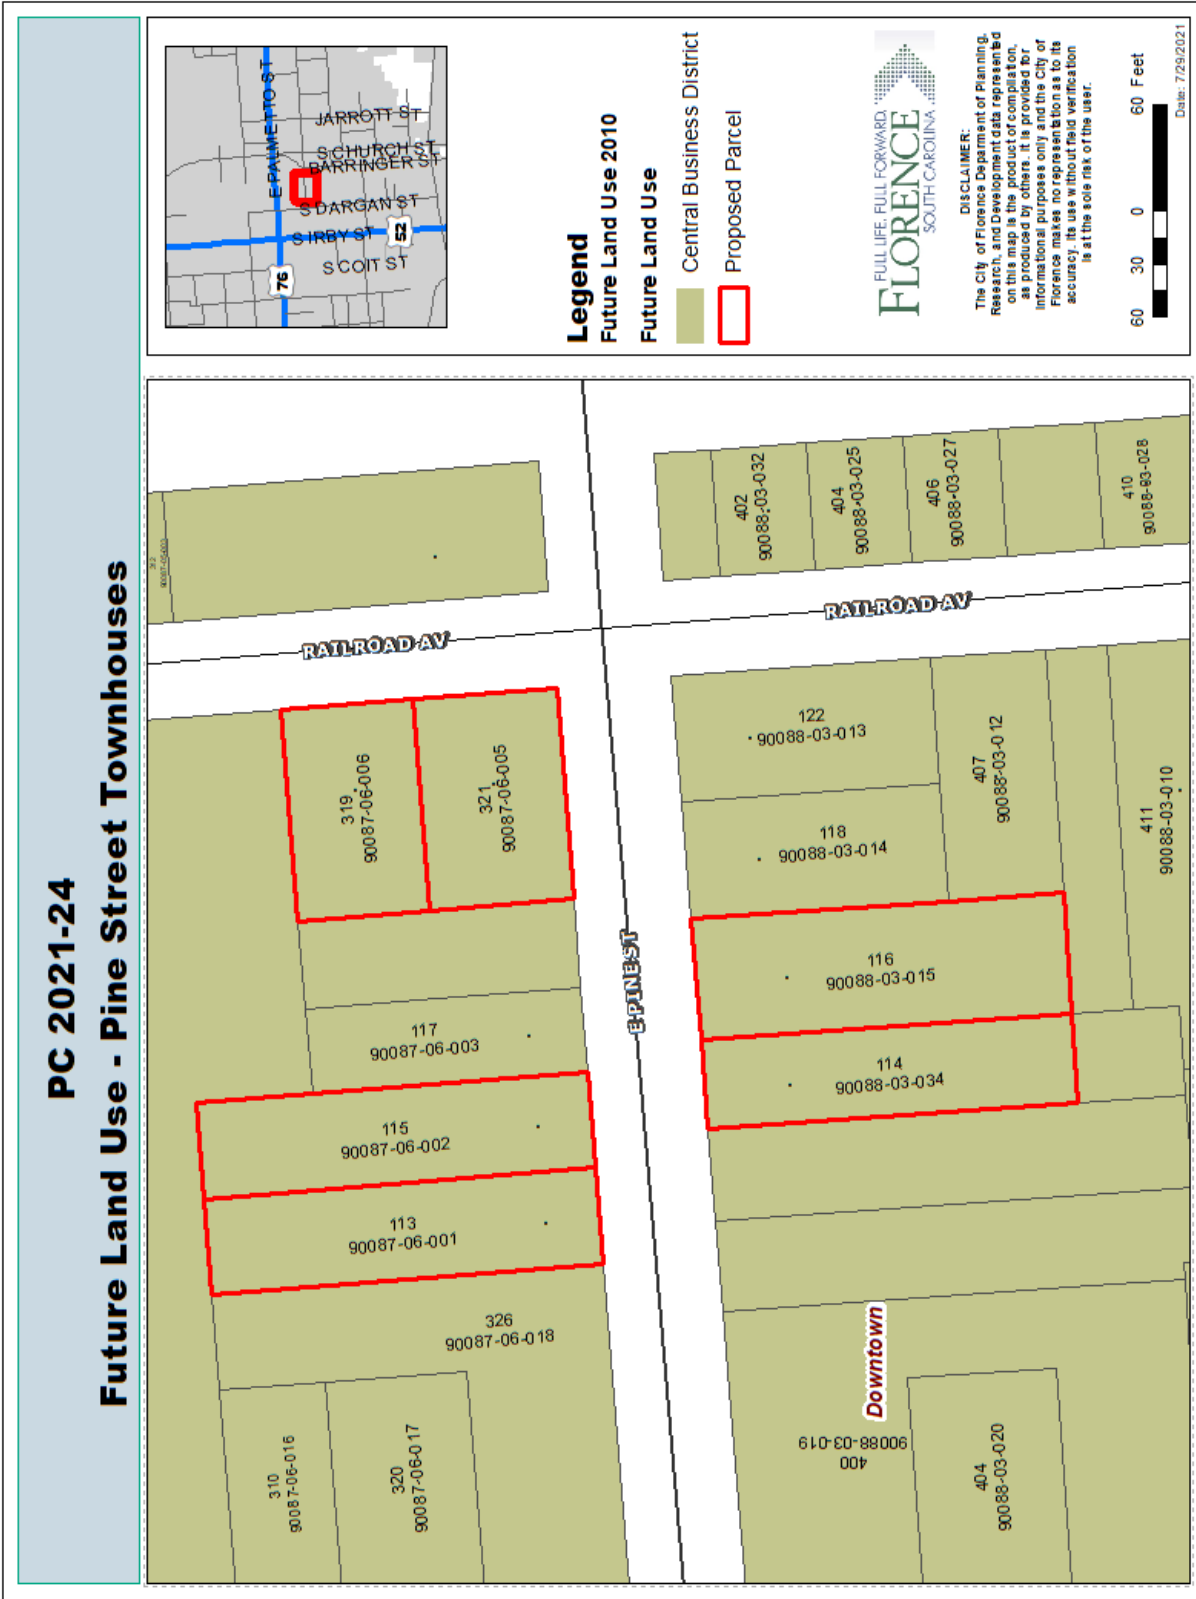 PC 2021-24
Future Land Use - Pine Street Townhouses
312
90087-05-003
RAILROAD AV
319
90087-06-006
321
90087-06-005
117
90087-06-003
115
90087-06-002
113
90087-06-001
326
90087-06-018
310
90087-06-016
320
90087-06-017
E PINE ST
402
90088-03-032
404
90088-03-025
406
90088-03-027
410
90088-03-028
RAILROAD AV
122
90088-03-013
118
90088-03-014
407
90088-03-012
411
90088-03-010
116
90088-03-015
114
90088-03-034
Downtown
400
90088-03-019
404
90088-03-020
E PALMETTO ST
JARROTT ST
S CHURCH ST
BARRINGER ST
S DARGAN ST
S IRBY ST
52
S COIT ST
76
Legend
Future Land Use 2010
Future Land Use
Central Business District
Proposed Parcel
FULL LIFE. FULL FORWARD.
FLORENCE
SOUTH CAROLINA
DISCLAIMER:
The City of Florence Deparment of Planning,
Research, and Development data represented
on this map is the product of compilation,
as produced by others. It is provided for
informational purposes only and the City of
Florence makes no representation as to its
accuracy. Its use without field verification
is at the sole risk of the user.
60 30 0 60 Feet
Date: 7/29/2021